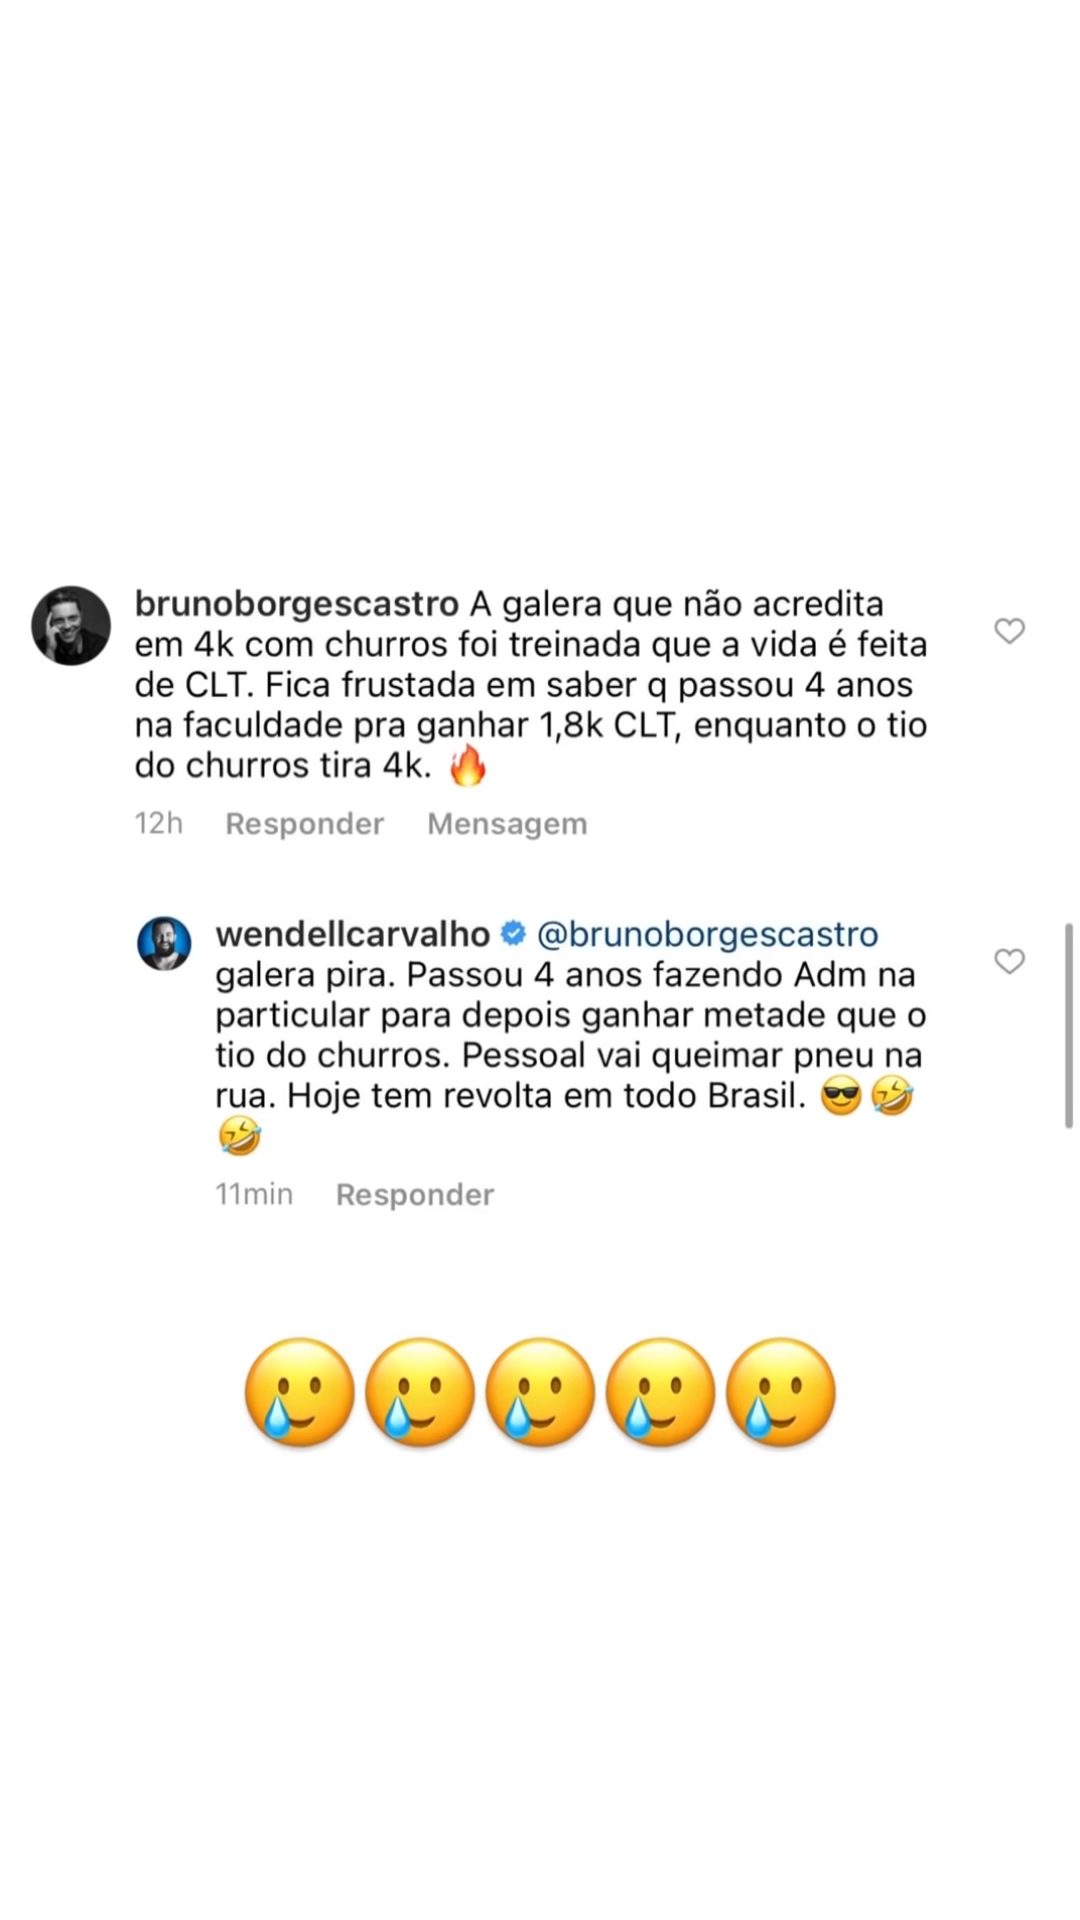 brunoborgescastro A galera que não acredita
em 4k com churros foi treinada que a vida é feita
de CLT. Fica frustada em saber q passou 4 anos
na faculdade pra ganhar 1,8k CLT, enquanto o tio
do churros tira 4k. 🔥
12h Responder Mensagem
wendellcarvalho @brunoborgescastro
galera pira. Passou 4 anos fazendo Adm na
particular para depois ganhar metade que o
tio do churros. Pessoal vai queimar pneu na
rua. Hoje tem revolta em todo Brasil. 😎🤣
🤣
11min Responder
🥲🥲🥲🥲🥲